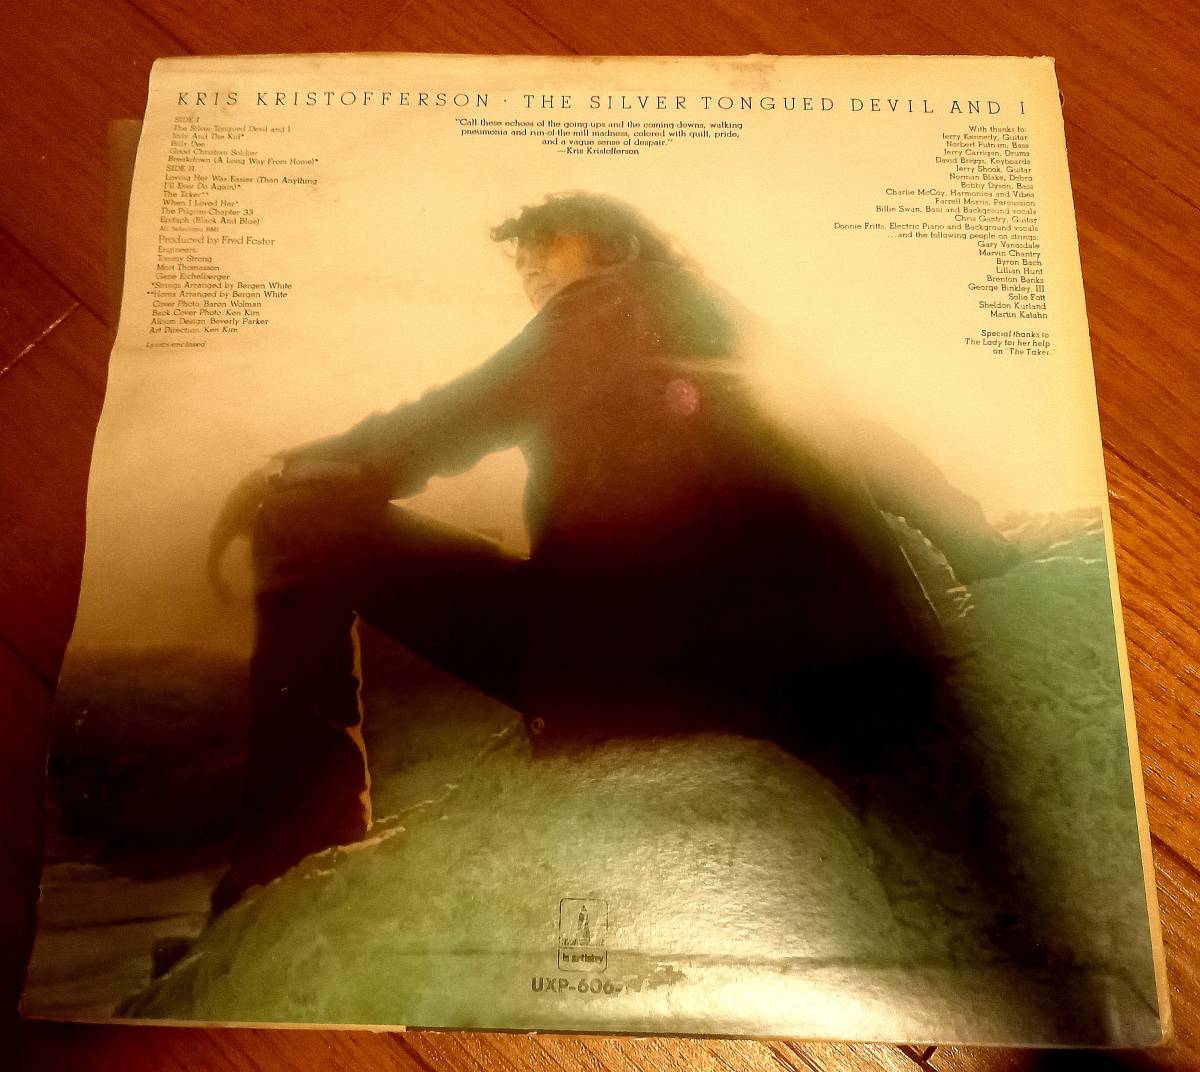 KRIS KRISTOFFERSON · THE SILVER TONGUED DEVIL AND I
SIDE I
The Silver Tongued Devil and I
Jody And The Kid*
Billy Dee
Good Christian Soldier
Breakdown (A Long Way From Home)*
SIDE II
Loving Her Was Easier (Than Anything
I'll Ever Do Again)*
The Taker**
When I Loved Her*
The Pilgrim-Chapter 33
Epitaph (Black And Blue)*
All Selections BMI
Produced by Fred Foster
Engineers:
Tommy Strong
Mort Thomasson
Gene Eichelberger
*Strings Arranged by Bergen White
**Horns Arranged by Bergen White
Cover Photo: Baron Wolman
Back Cover Photo: Ken Kim
Album Design: Beverly Parker
Art Direction: Ken Kim
Lyrics enclosed
"Call these echoes of the going-ups and the coming-downs, walking
pneumonia and run-of-the mill madness, colored with guilt, pride,
and a vague sense of despair."
—Kris Kristofferson
With thanks to:
Jerry Kennedy, Guitar
Norbert Putnam, Bass
Jerry Carrigan, Drums
David Briggs, Keyboards
Jerry Shook, Guitar
Norman Blake, Dobro
Bobby Dyson, Bass
Charlie McCoy, Harmonica and Vibes
Farrell Morris, Percussion
Billie Swan, Bass and Background vocals
Chris Gantry, Guitar
Donnie Fritts, Electric Piano and Background vocals
...and the following people on strings:
Gary Vanosdale
Marvin Chantry
Byron Bach
Lillian Hunt
Brenton Banks
George Binkley, III
Solie Fott
Sheldon Kurland
Martin Katahn
Special thanks to
The Lady for her help
on "The Taker."
is artistry
UXP-606-